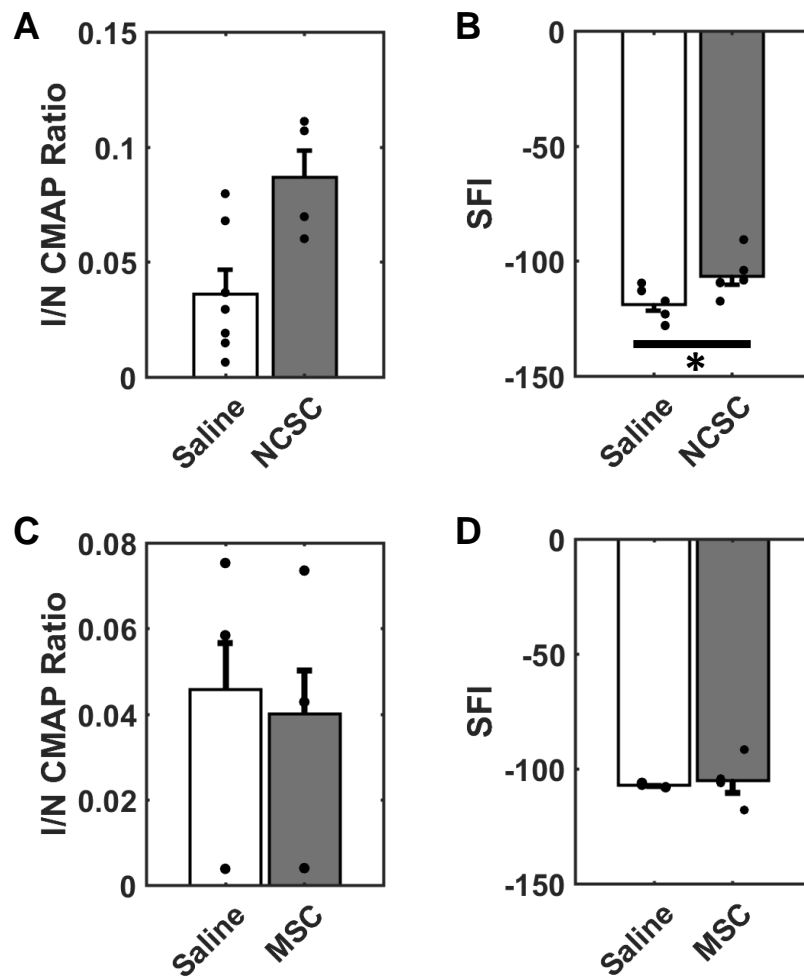 A
I/N CMAP Ratio
0.15
0.1
0.05
0
Saline
NCSC
B
SFI
0
-50
-100
-150
*
Saline
NCSC
C
I/N CMAP Ratio
0.08
0.06
0.04
0.02
0
Saline
MSC
D
SFI
0
-50
-100
-150
Saline
MSC